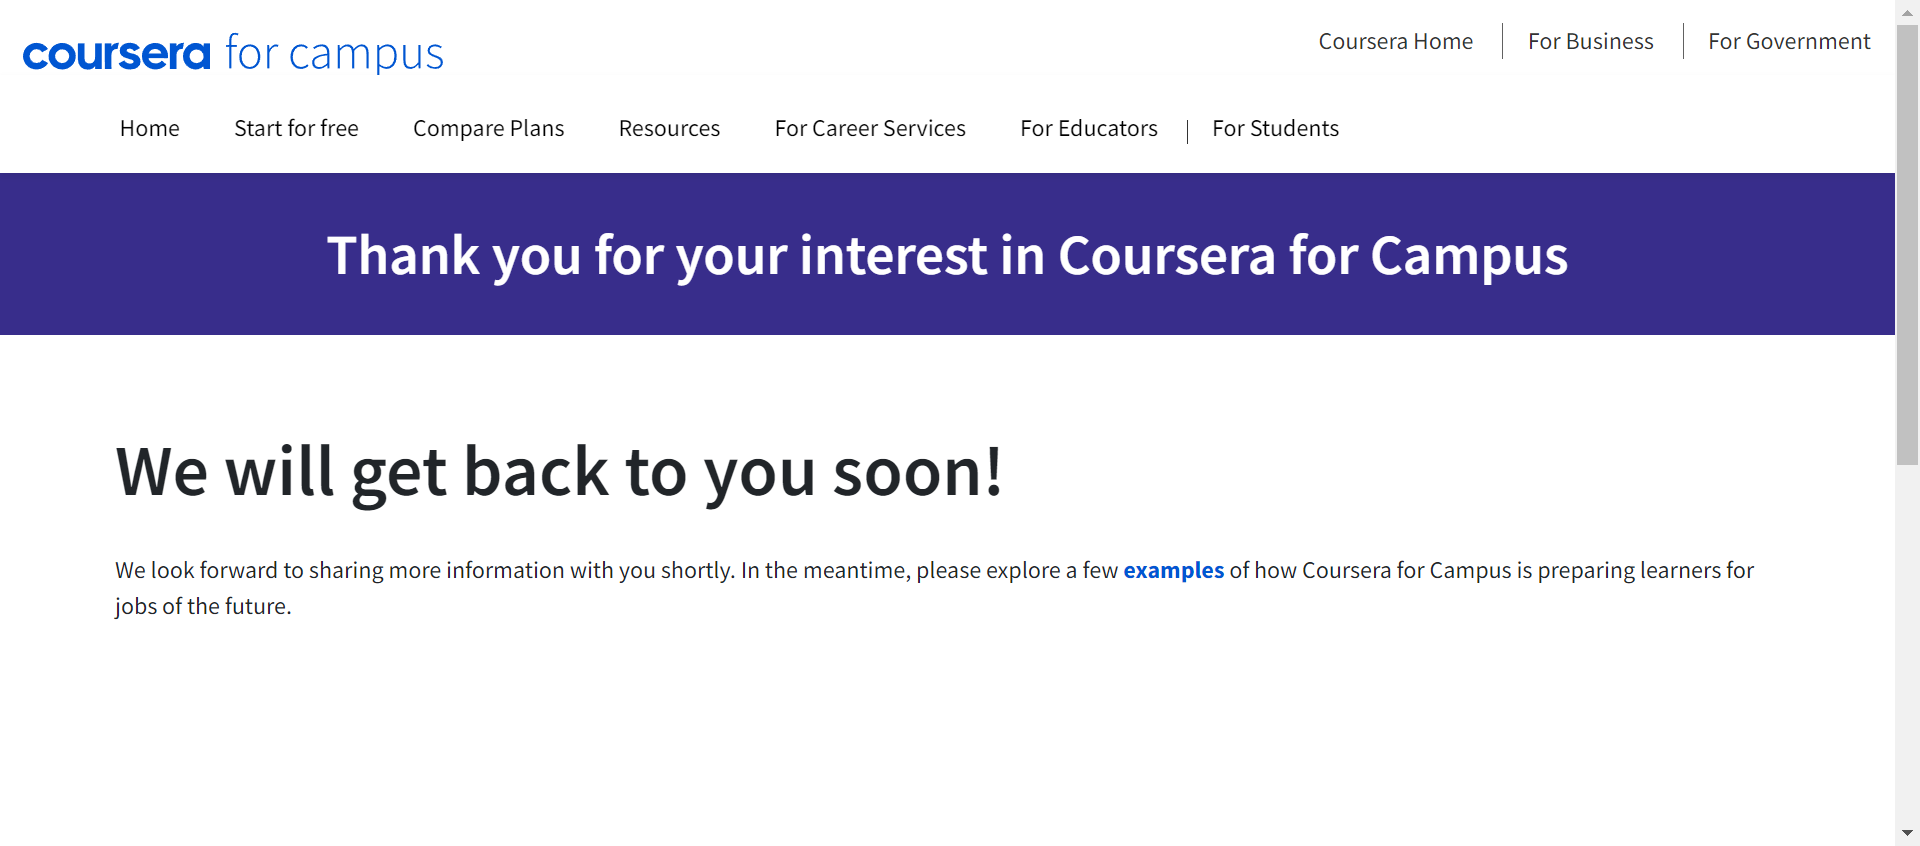 coursera for campus
Coursera Home
For Business
For Government
Home
Start for free
Compare Plans
Resources
For Career Services
For Educators
For Students
Thank you for your interest in Coursera for Campus
We will get back to you soon!
We look forward to sharing more information with you shortly. In the meantime, please explore a few examples of how Coursera for Campus is preparing learners for
jobs of the future.